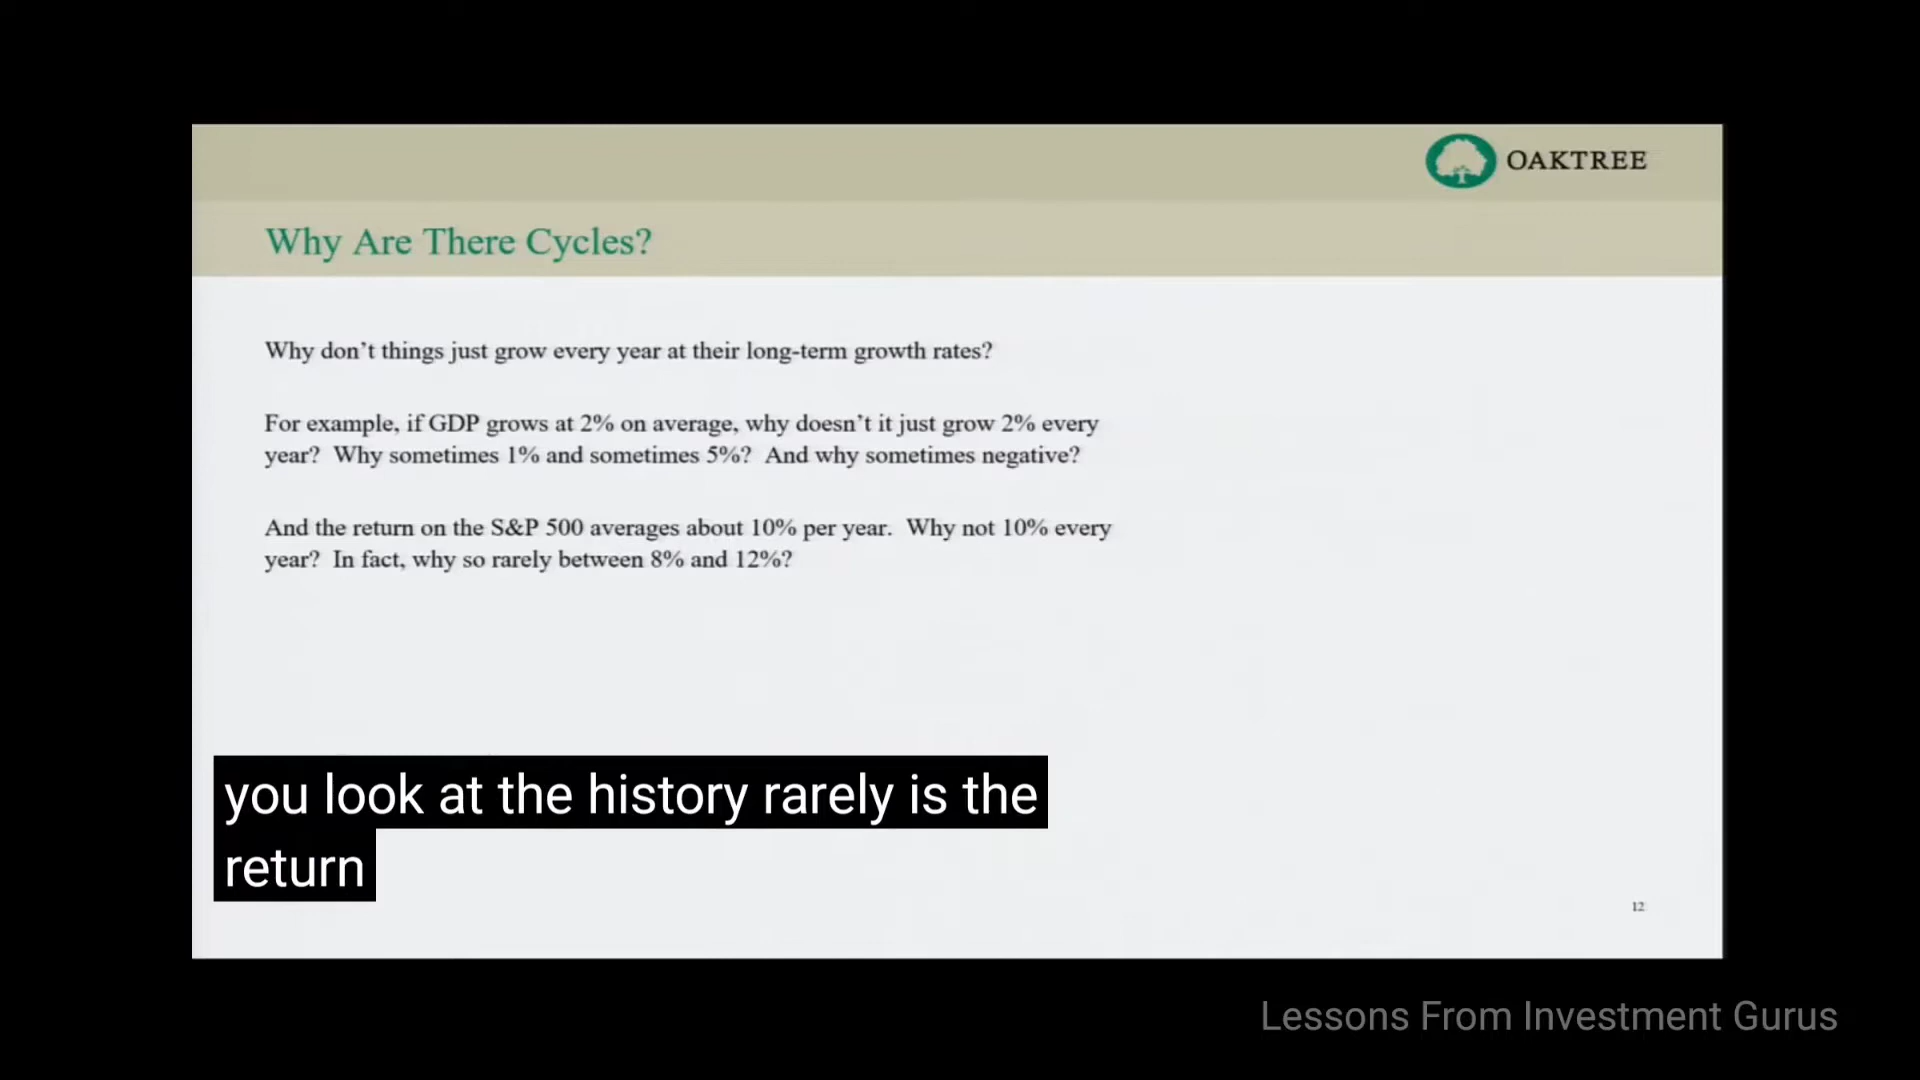 OAKTREE
Why Are There Cycles?
Why don’t things just grow every year at their long-term growth rates?
For example, if GDP grows at 2% on average, why doesn’t it just grow 2% every
year?  Why sometimes 1% and sometimes 5%?  And why sometimes negative?
And the return on the S&P 500 averages about 10% per year.  Why not 10% every
year?  In fact, why so rarely between 8% and 12%?
you look at the history rarely is the
return
12
Lessons From Investment Gurus